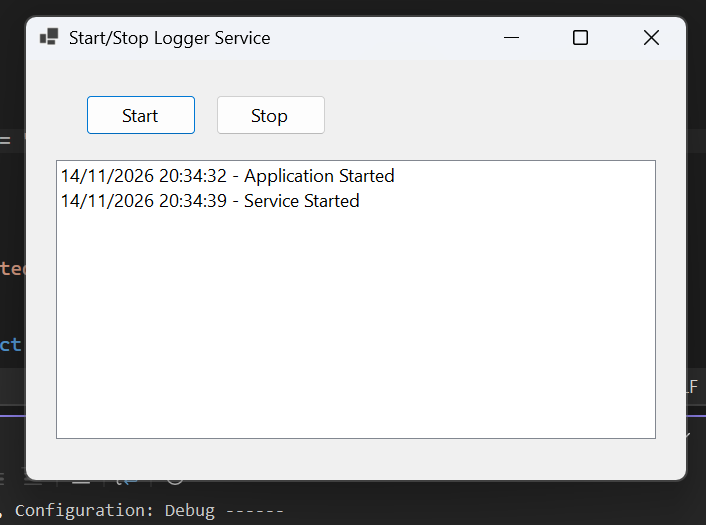 Start/Stop Logger Service
Start
Stop
14/11/2026 20:34:32 - Application Started
14/11/2026 20:34:39 - Service Started
Configuration: Debug ------